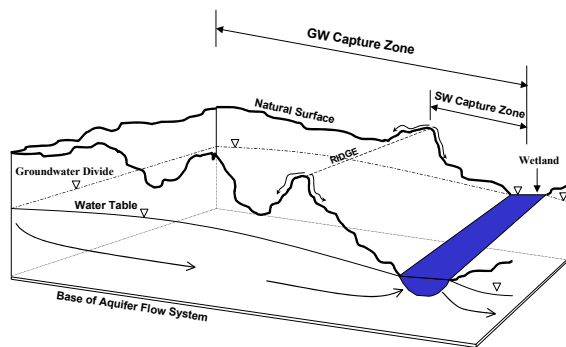 GW Capture Zone
SW Capture Zone
Natural Surface
RIDGE
Wetland
Groundwater Divide
Water Table
Base of Aquifer Flow System